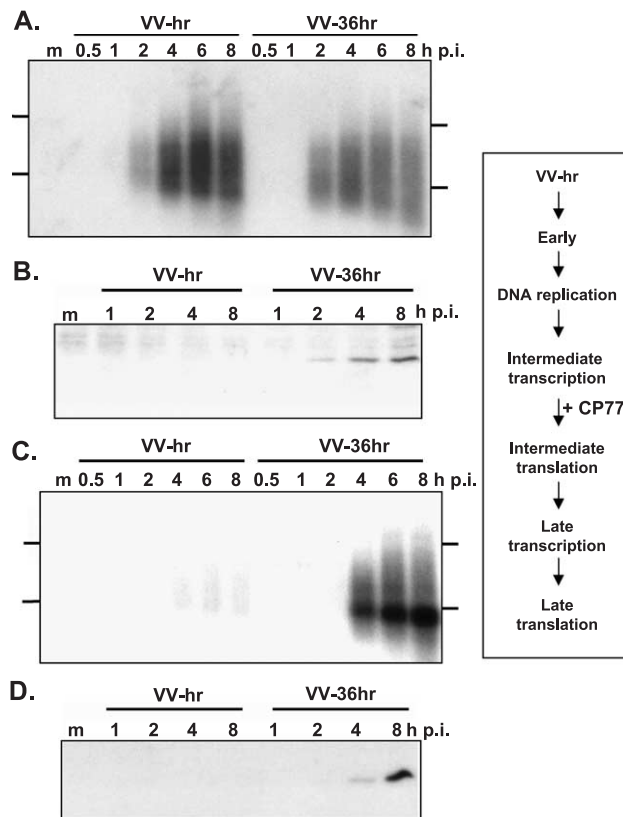 A.
VV-hr VV-36hr
m 0.5 1 2 4 6 8 0.5 1 2 4 6 8 h p.i.
B.
VV-hr VV-36hr
m 1 2 4 8 1 2 4 8 h p.i.
C.
VV-hr VV-36hr
m 0.5 1 2 4 6 8 0.5 1 2 4 6 8 h p.i.
D.
VV-hr VV-36hr
m 1 2 4 8 1 2 4 8 h p.i.
VV-hr
Early
DNA replication
Intermediate
transcription
+ CP77
Intermediate
translation
Late
transcription
Late
translation